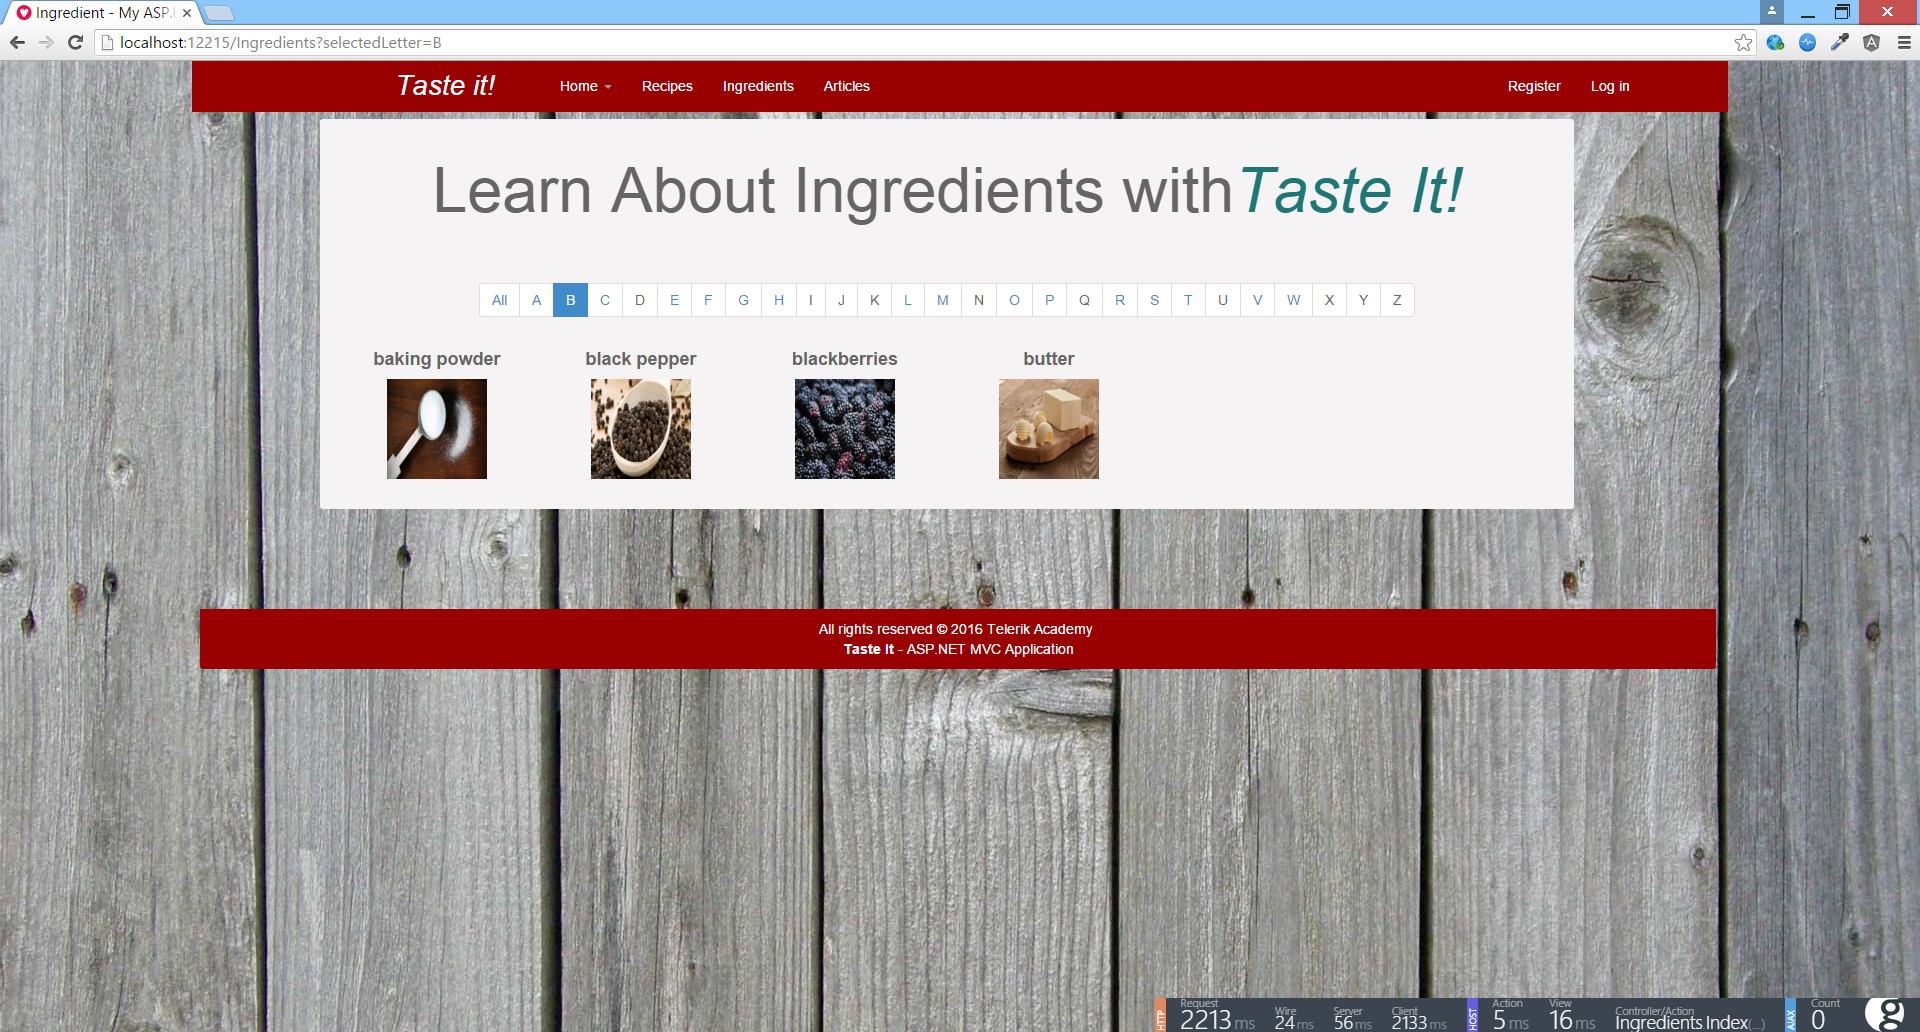 Ingredient - My ASP.
localhost:12215/Ingredients?selectedLetter=B
Taste it! Home Recipes Ingredients Articles Register Log in
Learn About Ingredients withTaste It!
All A B C D E F G H I J K L M N O P Q R S T U V W X Y Z
baking powder black pepper blackberries butter
All rights reserved © 2016 Telerik Academy
Taste It - ASP.NET MVC Application
HTTP Request 2213 ms Wire 24 ms Server 56 ms Client 2133 ms HOST Action 5 ms View 16 ms Controller/Action Ingredients Index(...) AJAX Count 0 g